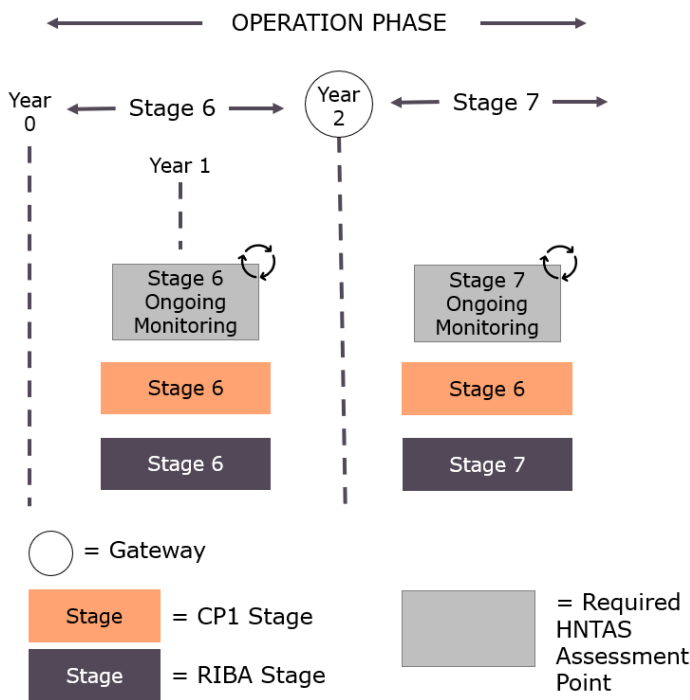 OPERATION PHASE
Year
0
Stage 6
Year
2
Stage 7
Year 1
Stage 6
Ongoing
Monitoring
Stage 7
Ongoing
Monitoring
Stage 6
Stage 6
Stage 6
Stage 7
= Gateway
Stage
= CP1 Stage
Stage
= RIBA Stage
= Required
HNTAS
Assessment
Point